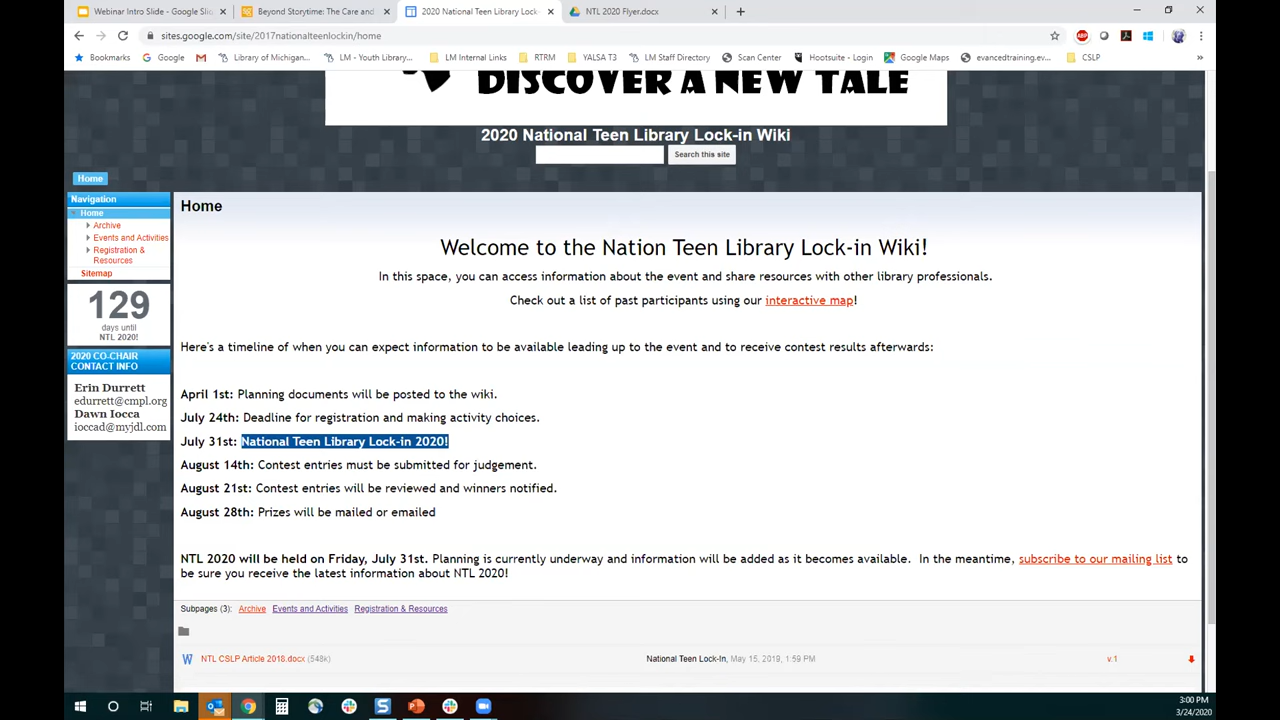 Webinar Intro Slide - Google Slid × Beyond Storytime: The Care and × 2020 National Teen Library Lock- × NTL 2020 Flyer.docx × +
sites.google.com/site/2017nationalteenlockin/home
Bookmarks Google Library of Michigan... LM - Youth Library... LM Internal Links RTRM YALSA T3 LM Staff Directory Scan Center Hootsuite - Login Google Maps evancedtraining.ev... CSLP »
DISCOVER A NEW TALE
2020 National Teen Library Lock-in Wiki
Search this site
Home
Navigation
Home
Archive
Events and Activities
Registration &
Resources
Sitemap
129
days until
NTL 2020!
2020 CO-CHAIR
CONTACT INFO
Erin Durrett
edurrett@cmpl.org
Dawn Iocca
ioccad@myjdl.com
Home
Welcome to the Nation Teen Library Lock-in Wiki!
In this space, you can access information about the event and share resources with other library professionals.
Check out a list of past participants using our interactive map!
Here's a timeline of when you can expect information to be available leading up to the event and to receive contest results afterwards:
April 1st: Planning documents will be posted to the wiki.
July 24th: Deadline for registration and making activity choices.
July 31st: National Teen Library Lock-in 2020!
August 14th: Contest entries must be submitted for judgement.
August 21st: Contest entries will be reviewed and winners notified.
August 28th: Prizes will be mailed or emailed
NTL 2020 will be held on Friday, July 31st. Planning is currently underway and information will be added as it becomes available. In the meantime, subscribe to our mailing list to
be sure you receive the latest information about NTL 2020!
Subpages (3): Archive Events and Activities Registration & Resources
NTL CSLP Article 2018.docx (548k) National Teen Lock-In, May 15, 2019, 1:59 PM v.1
3:00 PM
3/24/2020